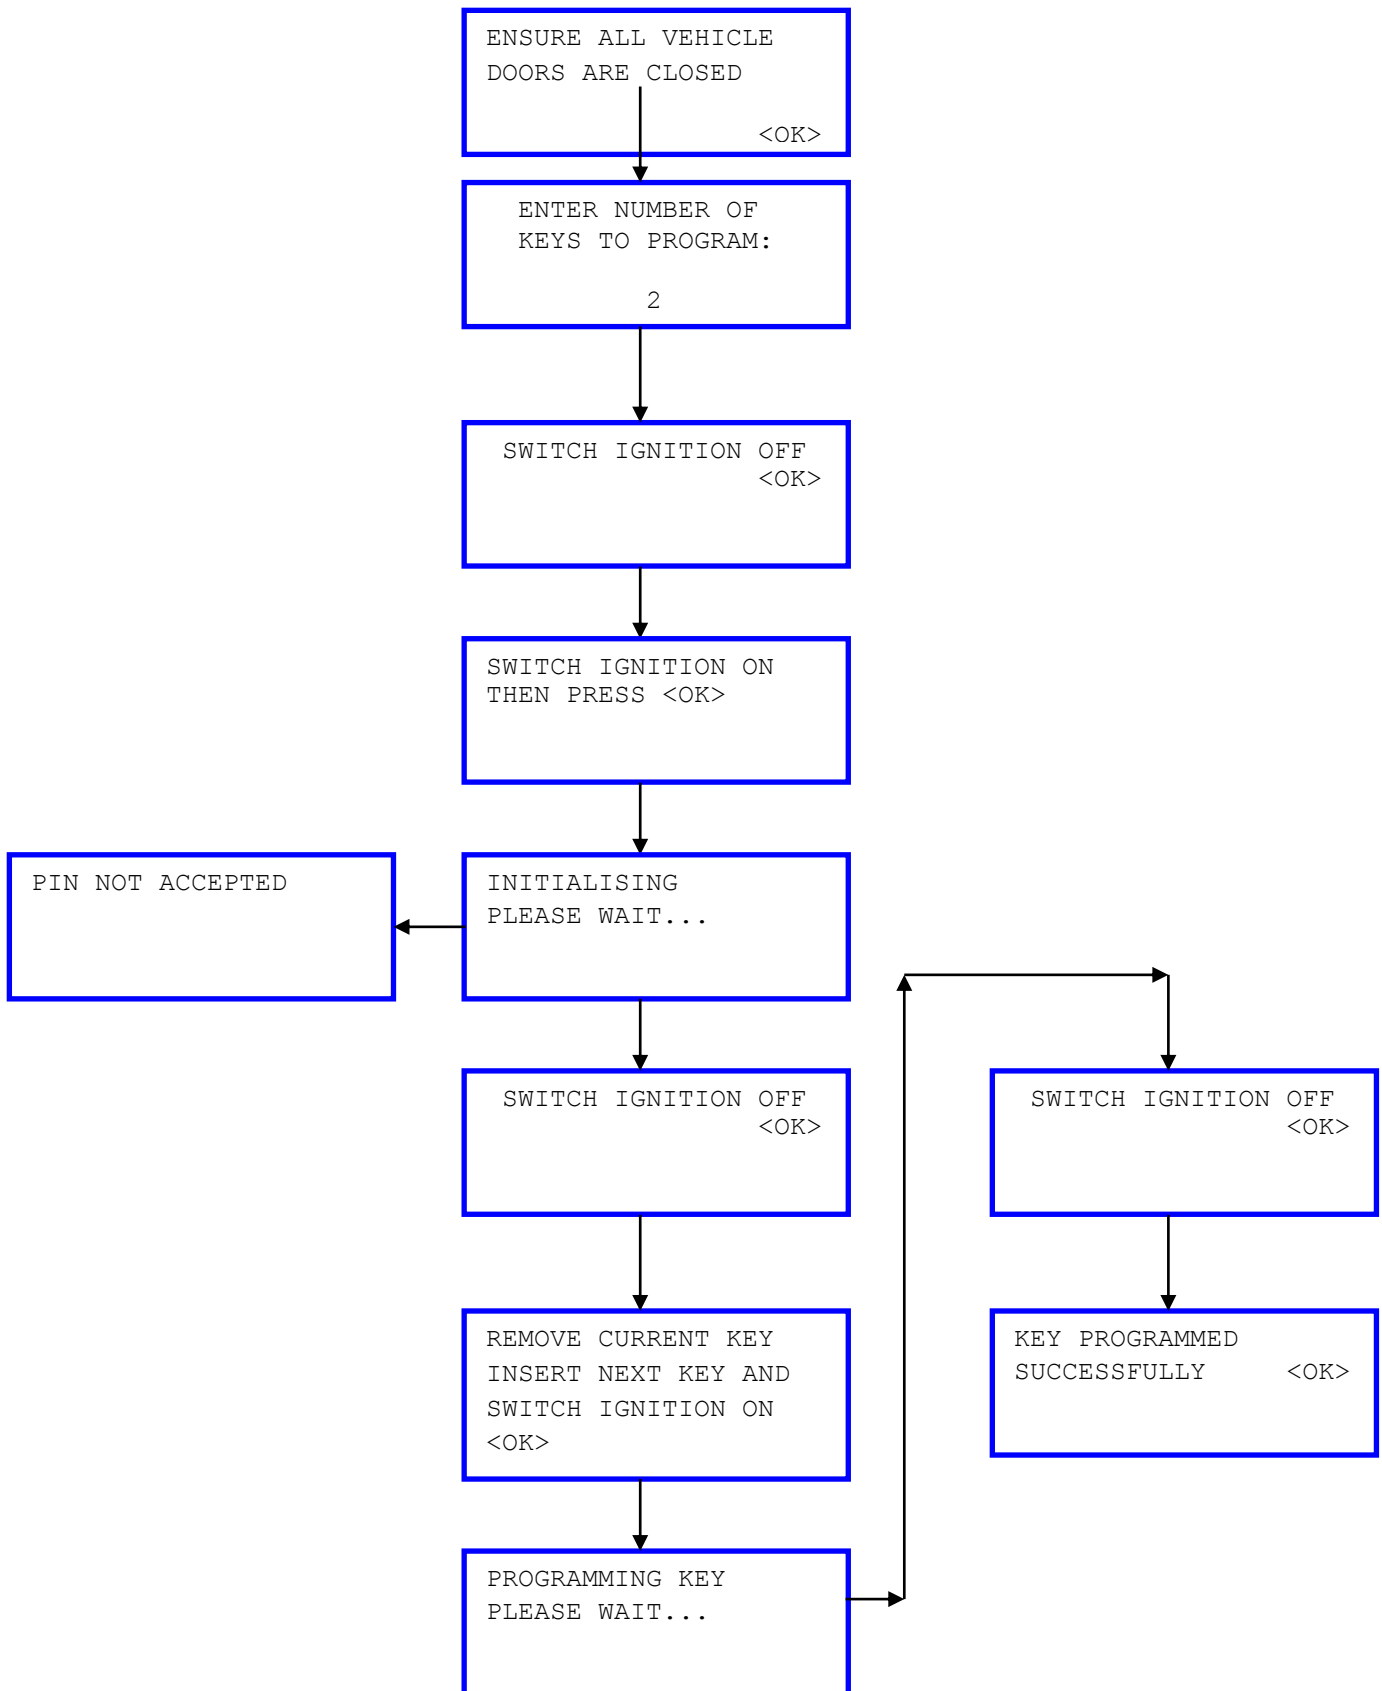 ENSURE ALL VEHICLE
DOORS ARE CLOSED
<OK>
ENTER NUMBER OF
KEYS TO PROGRAM:
2
SWITCH IGNITION OFF
<OK>
SWITCH IGNITION ON
THEN PRESS <OK>
PIN NOT ACCEPTED
INITIALISING
PLEASE WAIT...
SWITCH IGNITION OFF
<OK>
REMOVE CURRENT KEY
INSERT NEXT KEY AND
SWITCH IGNITION ON
<OK>
PROGRAMMING KEY
PLEASE WAIT...
SWITCH IGNITION OFF
<OK>
KEY PROGRAMMED
SUCCESSFULLY <OK>